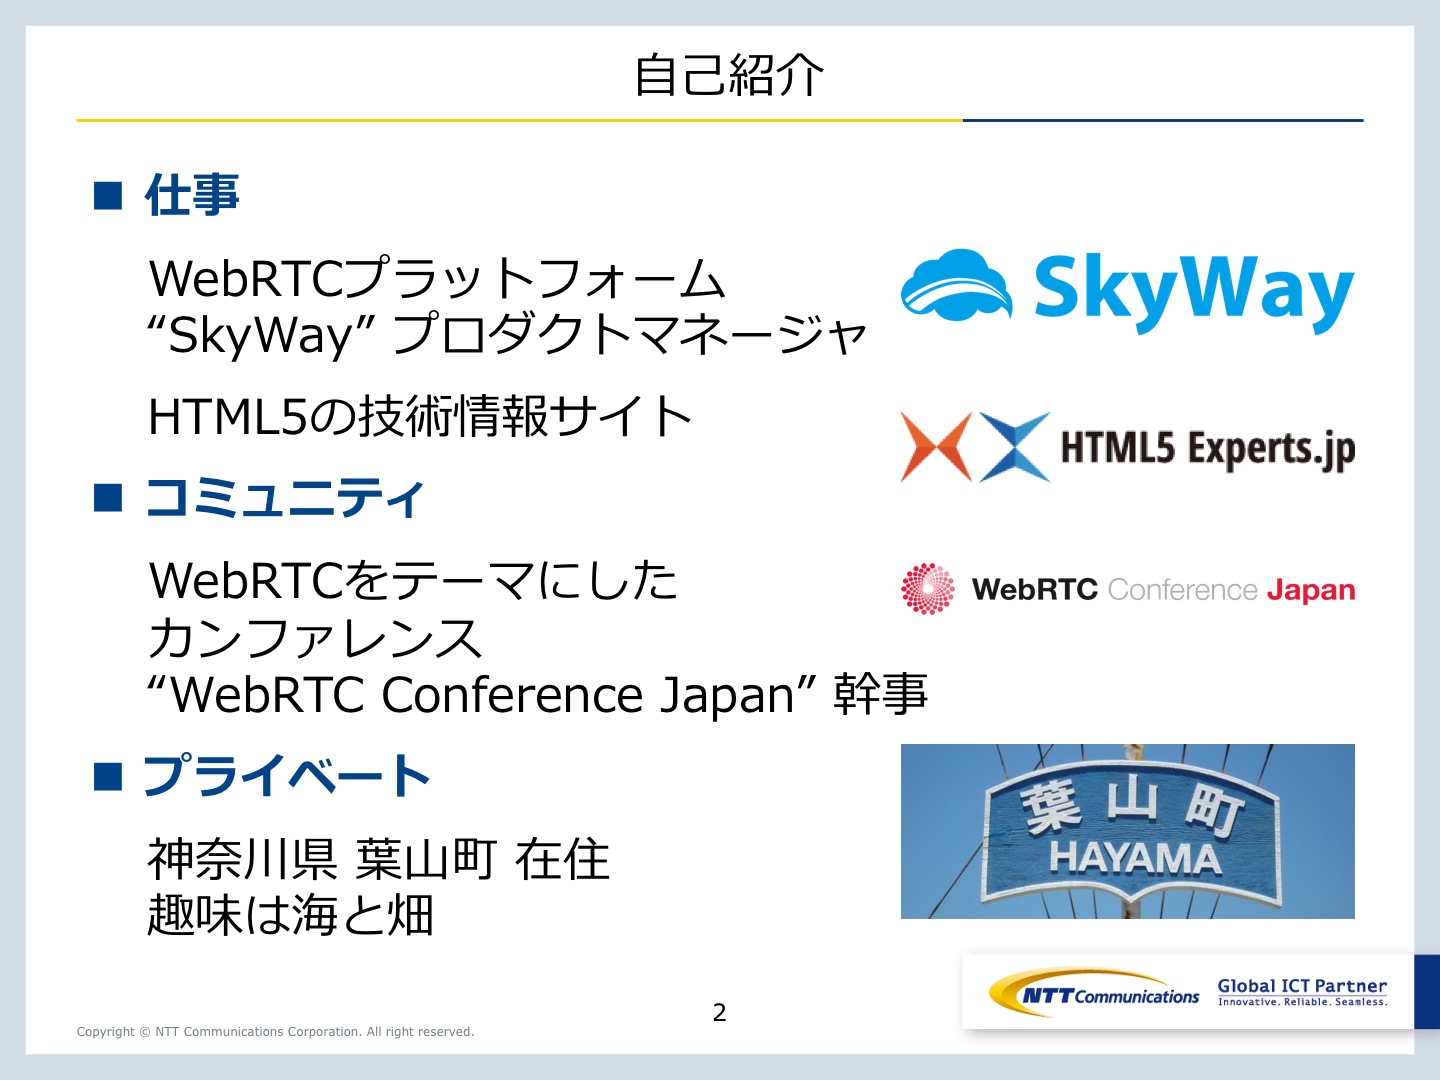 自己紹介
■ 仕事
WebRTCプラットフォーム
“SkyWay” プロダクトマネージャ
SkyWay
HTML5の技術情報サイト
HTML5 Experts.jp
■ コミュニティ
WebRTCをテーマにした
カンファレンス
“WebRTC Conference Japan” 幹事
WebRTC Conference Japan
■ プライベート
神奈川県 葉山町 在住
趣味は海と畑
葉山町
HAYAMA
NTT Communications
Global ICT Partner
Innovative. Reliable. Seamless.
2
Copyright © NTT Communications Corporation. All right reserved.